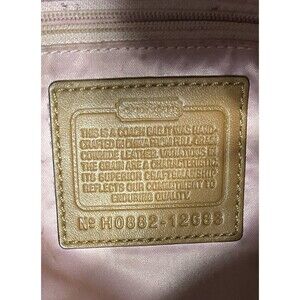 THIS IS A COACH BAG. IT WAS HAND-
CRAFTED IN CHINA FROM FULL GRAIN
COWHIDE LEATHER. VARIATIONS IN
THE GRAIN ARE A CHARACTERISTIC.
ITS SUPERIOR CRAFTSMANSHIP
REFLECTS OUR COMMITMENT TO
ENDURING QUALITY.
Nº H0882-12688